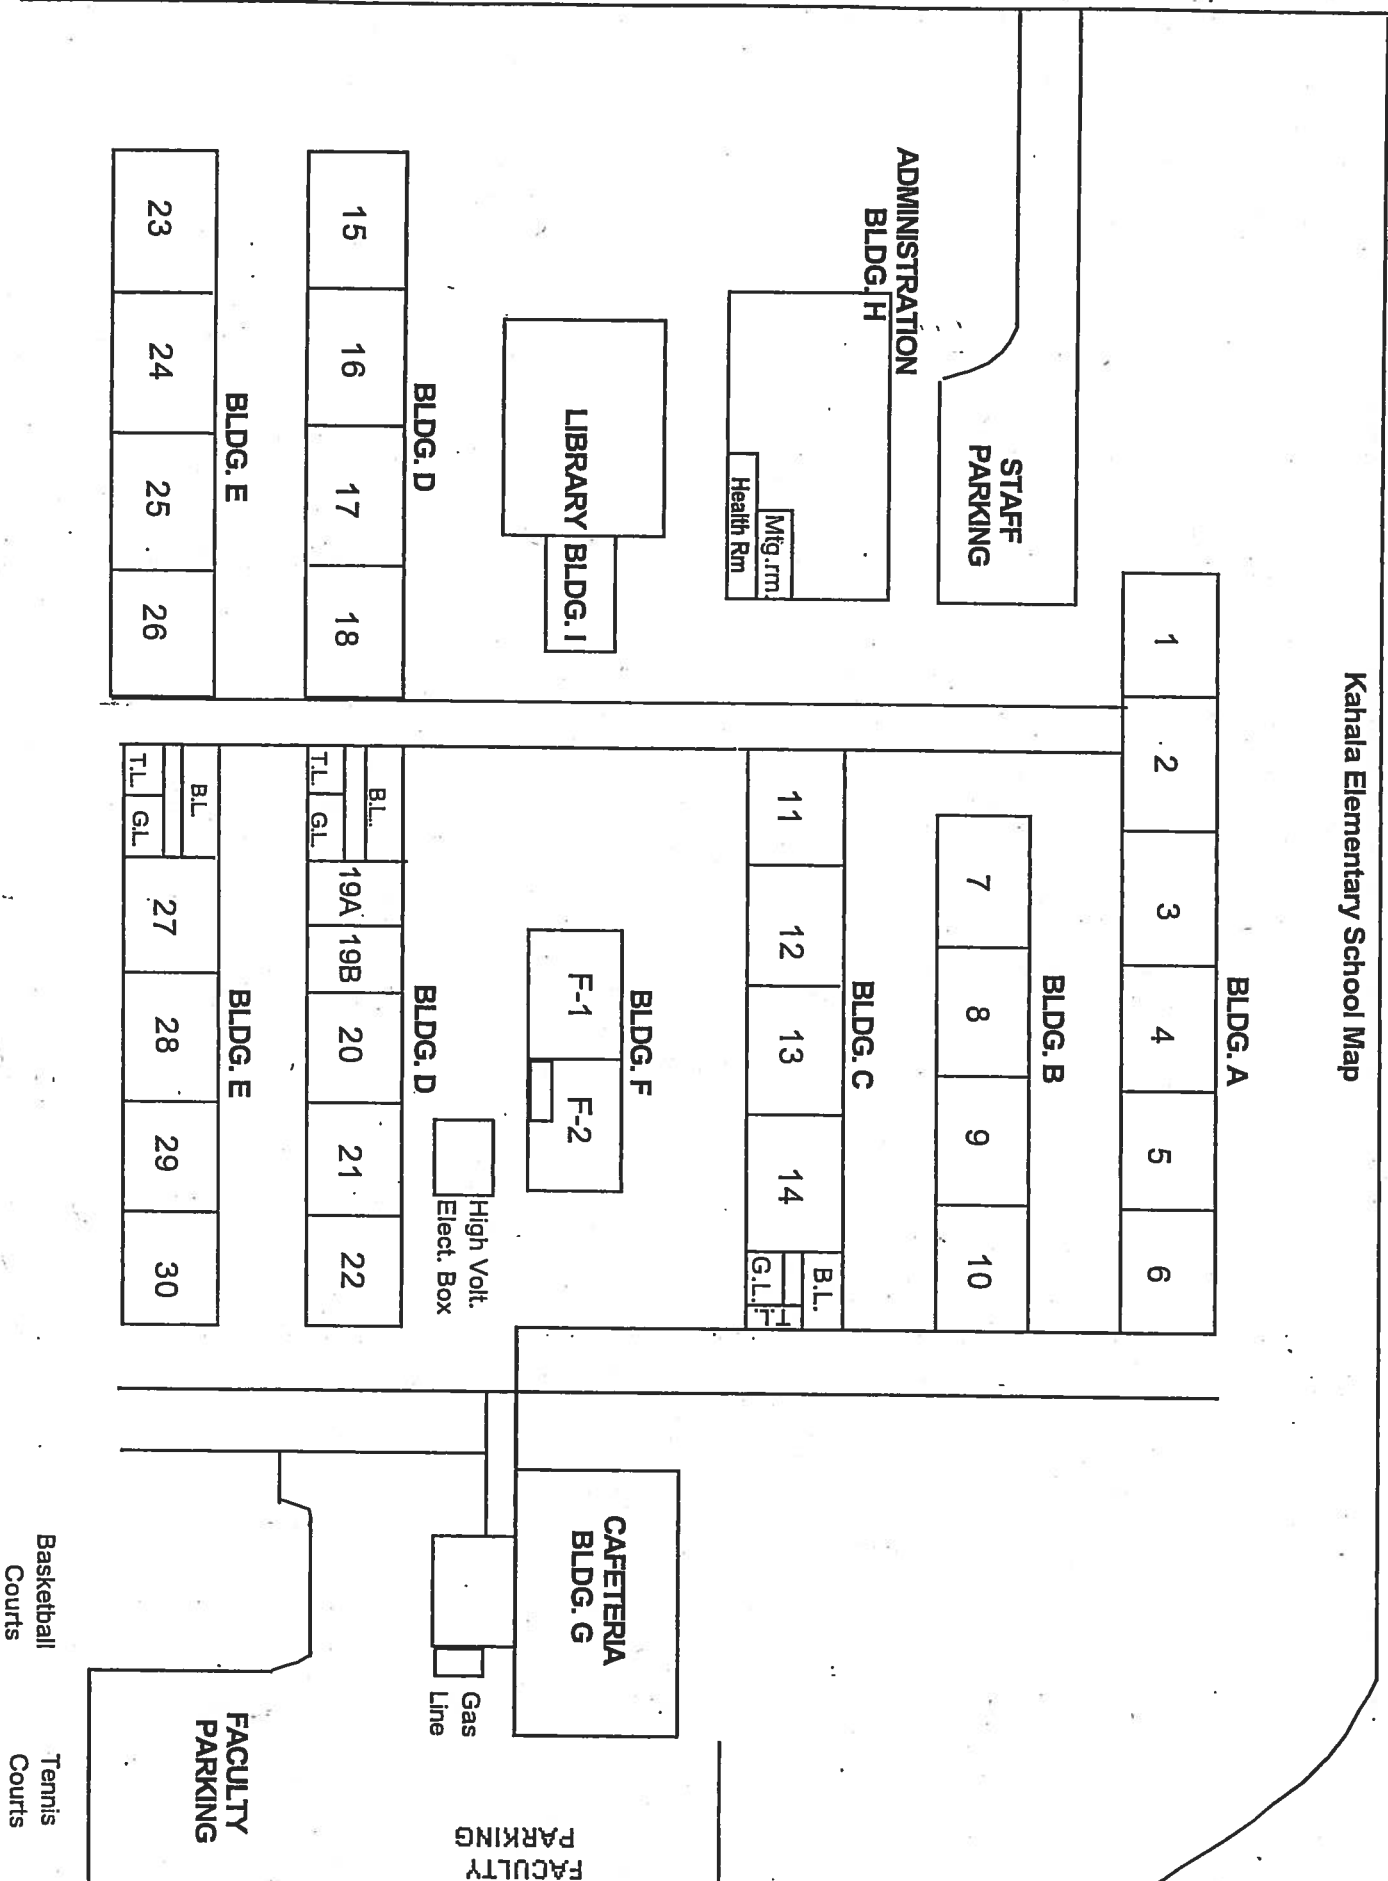 Kahala Elementary School Map
BLDG. A
1
2
3
4
5
6
STAFF
PARKING
BLDG. B
7
8
9
10
ADMINISTRATION
BLDG. H
Mtg.rm.
Health Rm
BLDG. C
11
12
13
14
B.L.
G.L.
T.L.
LIBRARY BLDG. I
BLDG. F
F-1
F-2
CAFETERIA
BLDG. G
High Volt.
Elect. Box
Gas
Line
FACULTY
PARKING
BLDG. D
15
16
17
18
BLDG. D
B.L.
T.L.
G.L.
19A
19B
20
21
22
BLDG. E
23
24
25
26
BLDG. E
B.L.
T.L.
G.L.
27
28
29
30
FACULTY
PARKING
Basketball
Courts
Tennis
Courts